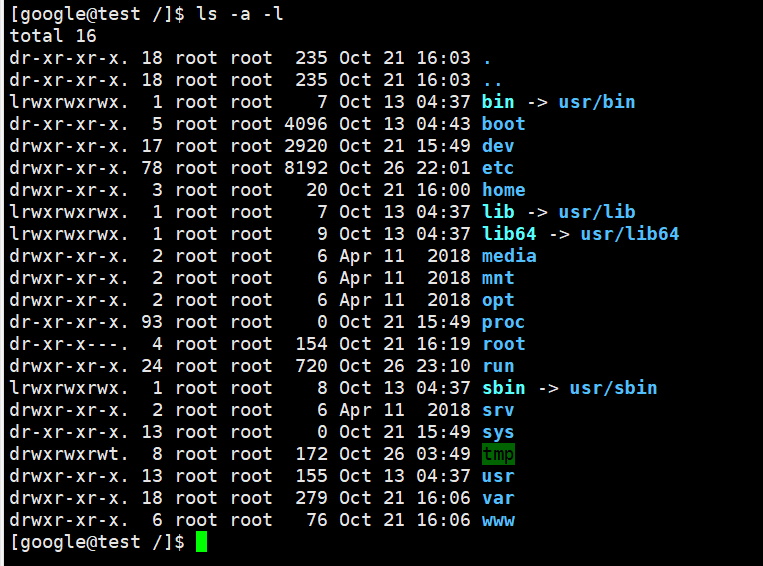 [google@test /]$ ls -a -l
total 16
dr-xr-xr-x. 18 root root  235 Oct 21 16:03 .
dr-xr-xr-x. 18 root root  235 Oct 21 16:03 ..
lrwxrwxrwx.  1 root root    7 Oct 13 04:37 bin -> usr/bin
dr-xr-xr-x.  5 root root 4096 Oct 13 04:43 boot
drwxr-xr-x. 17 root root 2920 Oct 21 15:49 dev
drwxr-xr-x. 78 root root 8192 Oct 26 22:01 etc
drwxr-xr-x.  3 root root   20 Oct 21 16:00 home
lrwxrwxrwx.  1 root root    7 Oct 13 04:37 lib -> usr/lib
lrwxrwxrwx.  1 root root    9 Oct 13 04:37 lib64 -> usr/lib64
drwxr-xr-x.  2 root root    6 Apr 11  2018 media
drwxr-xr-x.  2 root root    6 Apr 11  2018 mnt
drwxr-xr-x.  2 root root    6 Apr 11  2018 opt
dr-xr-xr-x. 93 root root    0 Oct 21 15:49 proc
dr-xr-x---.  4 root root  154 Oct 21 16:19 root
drwxr-xr-x. 24 root root  720 Oct 26 23:10 run
lrwxrwxrwx.  1 root root    8 Oct 13 04:37 sbin -> usr/sbin
drwxr-xr-x.  2 root root    6 Apr 11  2018 srv
dr-xr-xr-x. 13 root root    0 Oct 21 15:49 sys
drwxrwxrwt.  8 root root  172 Oct 26 03:49 tmp
drwxr-xr-x. 13 root root  155 Oct 13 04:37 usr
drwxr-xr-x. 18 root root  279 Oct 21 16:06 var
drwxr-xr-x.  6 root root   76 Oct 21 16:06 www
[google@test /]$